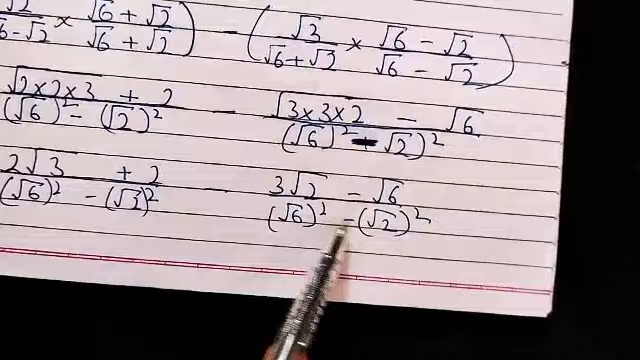 √2/(√6-√2) × (√6+√2)/(√6+√2)) - (√3/(√6+√2) × (√6-√2)/(√6-√2))
(√2×2×3 + 2)/((√6)²-(√2)²) (√3×3×2 - √6)/((√6)²-√2)²
(2√3 + 2)/((√6)²-(√2)²) - (3√2 - √6)/((√6)²-(√2)²)